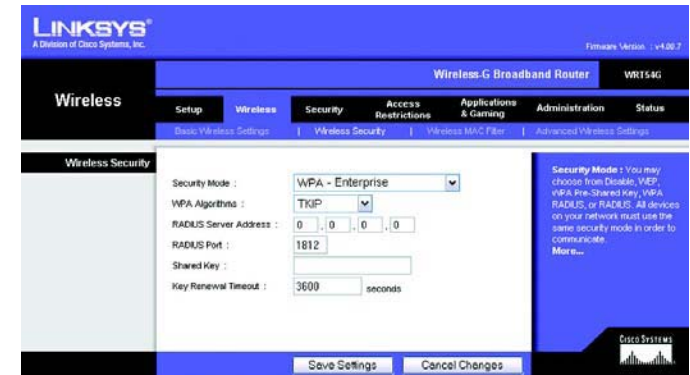 LINKSYS®
A Division of Cisco Systems, Inc.
Firmware Version : v4.00.7
Wireless-G Broadband Router WRT54G
Wireless
Setup Wireless Security Access Restrictions Applications & Gaming Administration Status
Basic Wireless Settings | Wireless Security | Wireless MAC Filter | Advanced Wireless Settings
Wireless Security
Security Mode : WPA - Enterprise
WPA Algorithms : TKIP
RADIUS Server Address : 0 . 0 . 0 . 0
RADIUS Port : 1812
Shared Key :
Key Renewal Timeout : 3600 seconds
Security Mode : You may
choose from Disable, WEP,
WPA Pre-Shared Key, WPA
RADIUS, or RADIUS. All devices
on your network must use the
same security mode in order to
communicate.
More...
Save Settings Cancel Changes
CISCO SYSTEMS